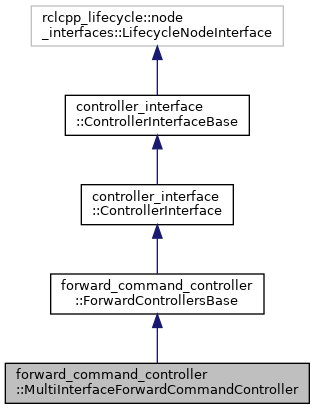 rclcpp_lifecycle::node
_interfaces::LifecycleNodeInterface
controller_interface
::ControllerInterfaceBase
controller_interface
::ControllerInterface
forward_command_controller
::ForwardControllersBase
forward_command_controller
::MultiInterfaceForwardCommandController